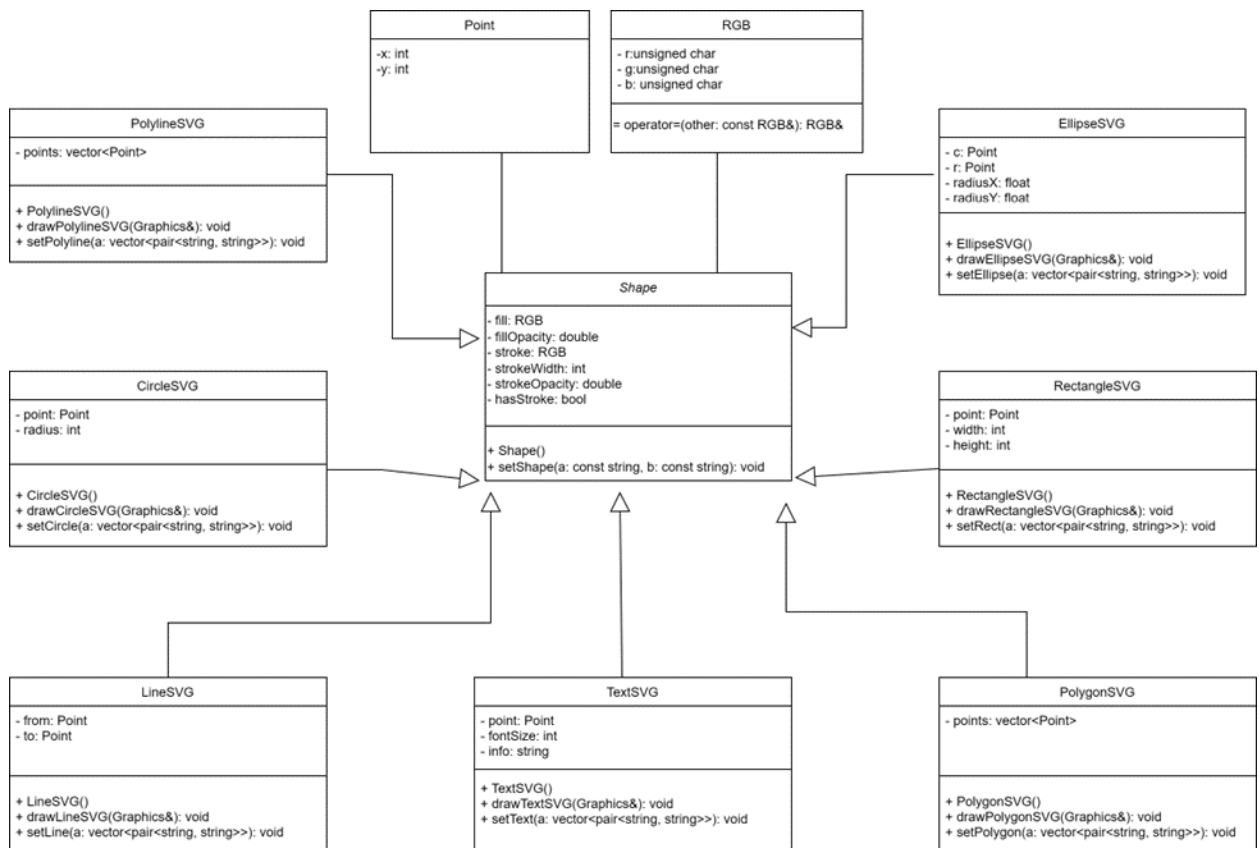 Point
-x: int
-y: int
RGB
- r:unsigned char
- g:unsigned char
- b: unsigned char
= operator=(other: const RGB&): RGB&
PolylineSVG
- points: vector<Point>
+ PolylineSVG()
+ drawPolylineSVG(Graphics&): void
+ setPolyline(a: vector<pair<string, string>>): void
EllipseSVG
- c: Point
- r: Point
- radiusX: float
- radiusY: float
+ EllipseSVG()
+ drawEllipseSVG(Graphics&): void
+ setEllipse(a: vector<pair<string, string>>): void
Shape
- fill: RGB
- fillOpacity: double
- stroke: RGB
- strokeWidth: int
- strokeOpacity: double
- hasStroke: bool
+ Shape()
+ setShape(a: const string, b: const string): void
CircleSVG
- point: Point
- radius: int
+ CircleSVG()
+ drawCircleSVG(Graphics&): void
+ setCircle(a: vector<pair<string, string>>): void
RectangleSVG
- point: Point
- width: int
- height: int
+ RectangleSVG()
+ drawRectangleSVG(Graphics&): void
+ setRect(a: vector<pair<string, string>>): void
LineSVG
- from: Point
- to: Point
+ LineSVG()
+ drawLineSVG(Graphics&): void
+ setLine(a: vector<pair<string, string>>): void
TextSVG
- point: Point
- fontSize: int
- info: string
+ TextSVG()
+ drawTextSVG(Graphics&): void
+ setText(a: vector<pair<string, string>>): void
PolygonSVG
- points: vector<Point>
+ PolygonSVG()
+ drawPolygonSVG(Graphics&): void
+ setPolygon(a: vector<pair<string, string>>): void